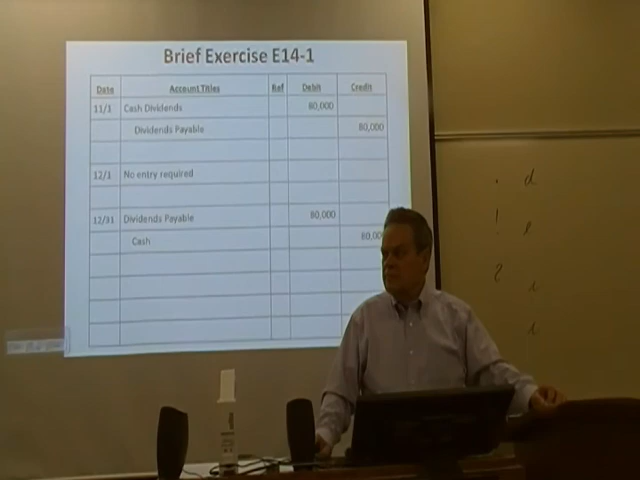 Brief Exercise E14-1
Date Account Titles Ref Debit Credit
11/1 Cash Dividends 80,000
Dividends Payable 80,000
12/1 No entry required
12/31 Dividends Payable 80,000
Cash 80,00